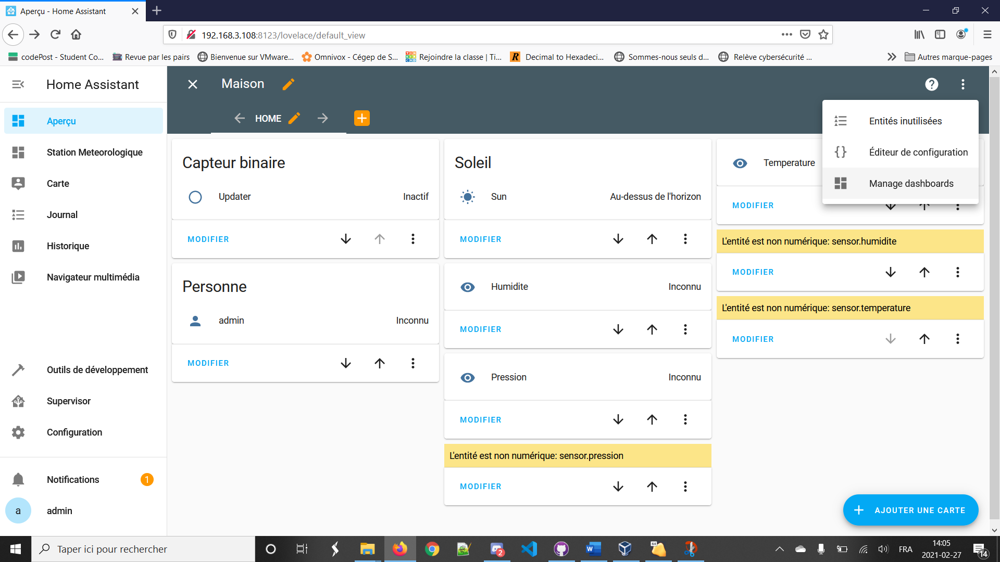 Aperçu - Home Assistant
192.168.3.108:8123/lovelace/default_view
codePost - Student Co...
Revue par les pairs
Bienvenue sur VMware...
Omnivox - Cégep de S...
Rejoindre la classe | Ti...
R
Decimal to Hexadeci...
Sommes-nous seuls d...
Relève cybersécurité ...
Autres marque-pages
Home Assistant
Aperçu
Station Meteorologique
Carte
Journal
Historique
Navigateur multimédia
Outils de développement
Supervisor
Configuration
Notifications
1
a
admin
Maison
HOME
Entités inutilisées
Éditeur de configuration
Manage dashboards
Capteur binaire
Updater
Inactif
MODIFIER
Personne
admin
Inconnu
MODIFIER
Soleil
Sun
Au-dessus de l'horizon
MODIFIER
Humidite
Inconnu
MODIFIER
Pression
Inconnu
MODIFIER
L'entité est non numérique: sensor.pression
MODIFIER
Temperature
MODIFIER
L'entité est non numérique: sensor.humidite
MODIFIER
L'entité est non numérique: sensor.temperature
MODIFIER
AJOUTER UNE CARTE
Taper ici pour rechercher
2
W
64
FRA
14:05
2021-02-27
14